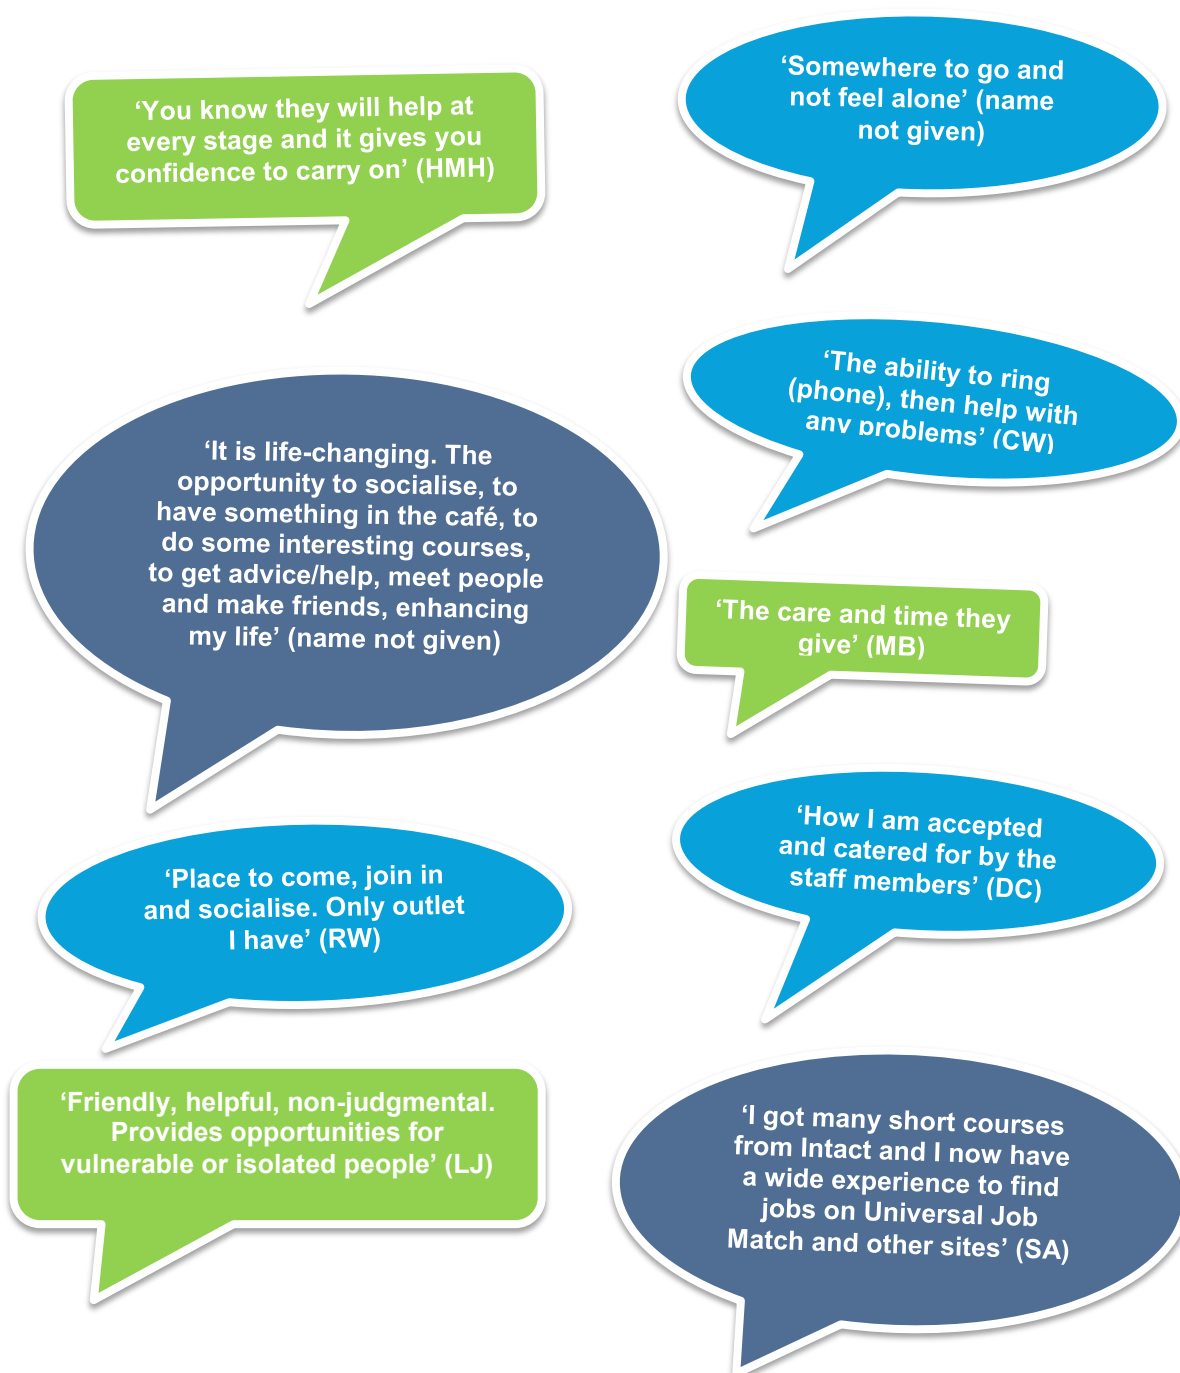 ‘You know they will help at
every stage and it gives you
confidence to carry on’ (HMH)
‘Somewhere to go and
not feel alone’ (name
not given)
‘The ability to ring
(phone), then help with
any problems’ (CW)
‘It is life-changing. The
opportunity to socialise, to
have something in the café, to
do some interesting courses,
to get advice/help, meet people
and make friends, enhancing
my life’ (name not given)
‘The care and time they
give’ (MB)
‘How I am accepted
and catered for by the
staff members’ (DC)
‘Place to come, join in
and socialise. Only outlet
I have’ (RW)
‘Friendly, helpful, non-judgmental.
Provides opportunities for
vulnerable or isolated people’ (LJ)
‘I got many short courses
from Intact and I now have
a wide experience to find
jobs on Universal Job
Match and other sites’ (SA)